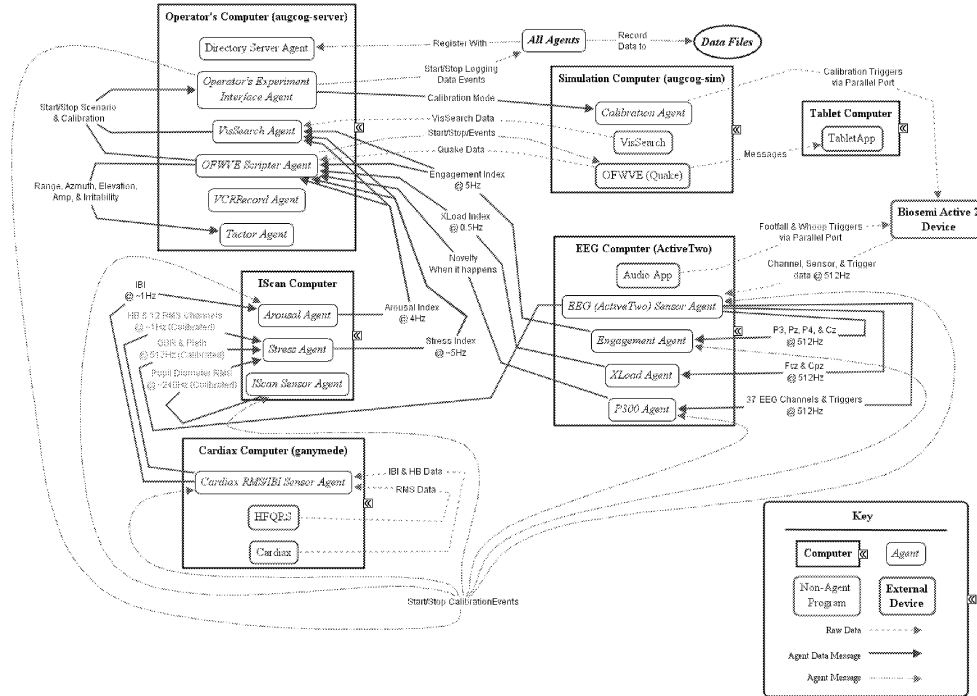 Operator's Computer (augcog-server)
Directory Server Agent
Operator's Experiment
Interface Agent
VisSearch Agent
OFWVE Scripter Agent
VCRRecord Agent
Tactor Agent
Start/Stop Scenario
& Calibration
Range, Azimuth, Elevation,
Amp, & Irritability
Register With
All Agents
Record
Data to
Data Files
Start/Stop Logging
Data Events
Calibration Mode
VisSearch Data
Start/Stop/Events
Quake Data
Engagement Index
@ 5Hz
XLoad Index
@ 0.5Hz
Novelty
When it happens
Simulation Computer (augcog-sim)
Calibration Agent
VisSearch
OFWVE (Quake)
Calibration Triggers
via Parallel Port
Tablet Computer
TabletApp
Messages
Biosemi Active 2
Device
Footfall & Whoop Triggers
via Parallel Port
Channel, Sensor, & Trigger
data @ 512Hz
EEG Computer (ActiveTwo)
Audio App
EEG (ActiveTwo) Sensor Agent
Engagement Agent
XLoad Agent
P300 Agent
P3, Pz, P4, & Cz
@ 512Hz
Fcz & Cpz
@ 512Hz
37 EEG Channels & Triggers
@ 512Hz
IScan Computer
Arousal Agent
Stress Agent
IScan Sensor Agent
IBI
@ ~1Hz
HB & 12 RMS Channels
@ ~1Hz (Calibrated)
GSR & Pleth
@ 512Hz (Calibrated)
Pupil Diameter RMS
@ ~240Hz (Calibrated)
Arousal Index
@ 4Hz
Stress Index
@ ~5Hz
Cardiax Computer (ganymede)
Cardiax RMS/IBI Sensor Agent
HFQRS
Cardiax
IBI & HB Data
RMS Data
Start/Stop CalibrationEvents
Key
Computer
Agent
Non-Agent
Program
External
Device
Raw Data
Agent Data Message
Agent Message